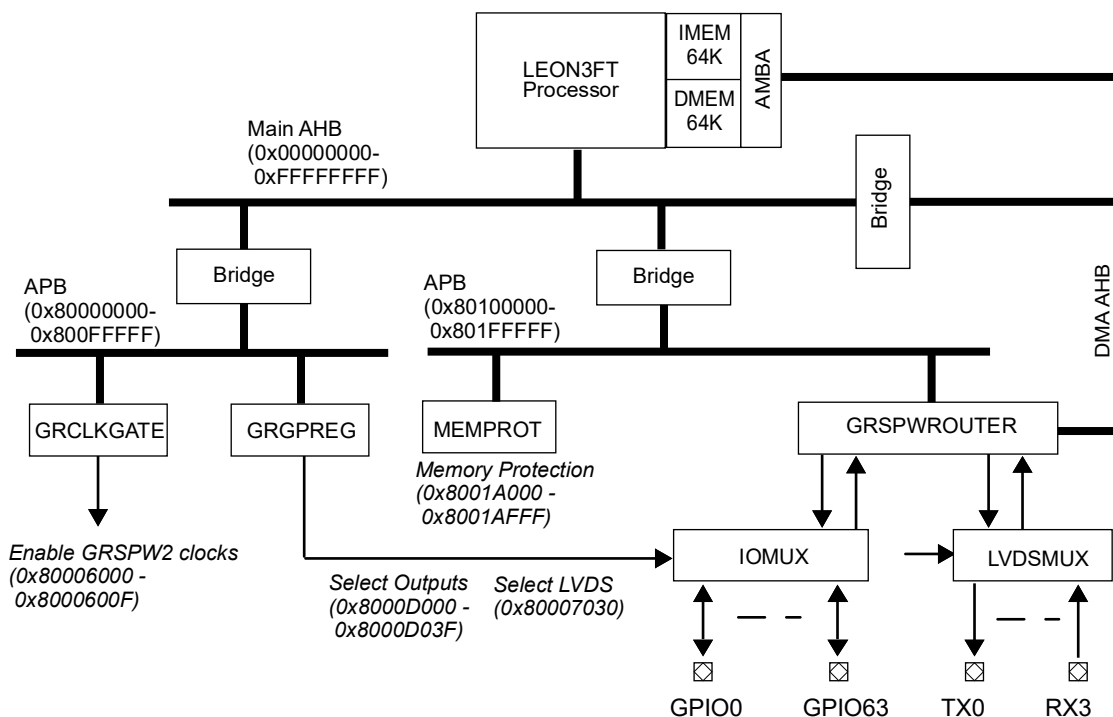 LEON3FT
Processor
IMEM
64K
DMEM
64K
AMBA
Main AHB
(0x00000000-
0xFFFFFFFF)
Bridge
Bridge
Bridge
DMA AHB
APB
(0x80000000-
0x800FFFFF)
APB
(0x80100000-
0x801FFFFF)
GRCLKGATE
GRGPREG
MEMPROT
GRSPWROUTER
Memory Protection
(0x8001A000 -
0x8001AFFF)
Enable GRSPW2 clocks
(0x80006000 -
0x8000600F)
Select Outputs
(0x8000D000 -
0x8000D03F)
Select LVDS
(0x80007030)
IOMUX
LVDSMUX
GPIO0
GPIO63
TX0
RX3